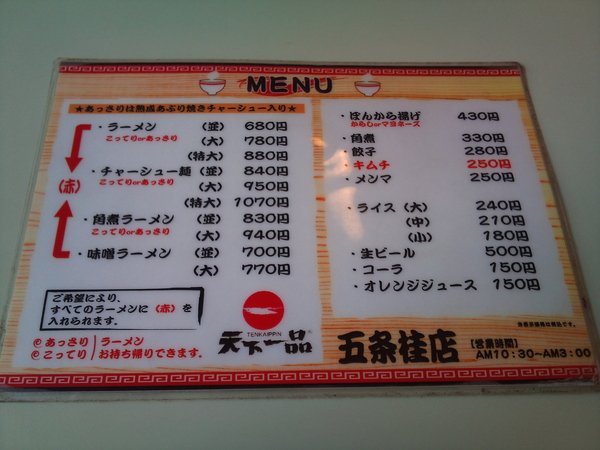 MENU
★あっさりは熟成あぶり焼きチャーシュー入り★
・ラーメン (並) 680円
こってりorあっさり (大) 780円
(特大) 880円
・チャーシュー麺 (並) 840円
こってりorあっさり (大) 950円
(特大) 1070円
・角煮ラーメン (並) 830円
こってりorあっさり (大) 940円
・味噌ラーメン (並) 700円
(大) 770円
(赤)
ご希望により、
すべてのラーメンに(赤)を
入れられます。
◎あっさり ラーメン
◎こってり お持ち帰りできます。
TENKAIPPIN
天下一品
・ぼんから揚げ 430円
からしorマヨネーズ
・角煮 330円
・餃子 280円
・キムチ 250円
・メンマ 250円
・ライス (大) 240円
(中) 210円
(小) 180円
・生ビール 500円
・コーラ 150円
・オレンジジュース 150円
五条桂店
【営業時間】
AM10:30〜AM3:00